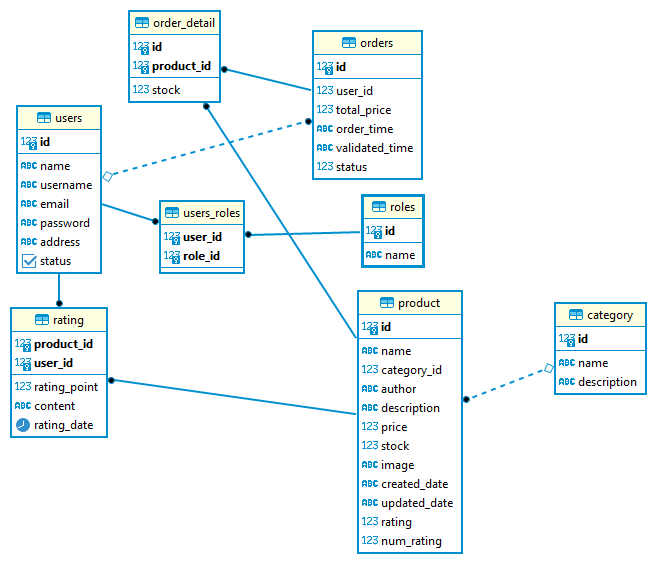 order_detail
123 id
123 product_id
123 stock
orders
123 id
123 user_id
123 total_price
ABC order_time
ABC validated_time
123 status
users
123 id
ABC name
ABC username
ABC email
ABC password
ABC address
status
users_roles
123 user_id
123 role_id
roles
123 id
ABC name
rating
123 product_id
123 user_id
123 rating_point
ABC content
rating_date
product
123 id
ABC name
123 category_id
ABC author
ABC description
123 price
123 stock
ABC image
ABC created_date
ABC updated_date
123 rating
123 num_rating
category
123 id
ABC name
ABC description